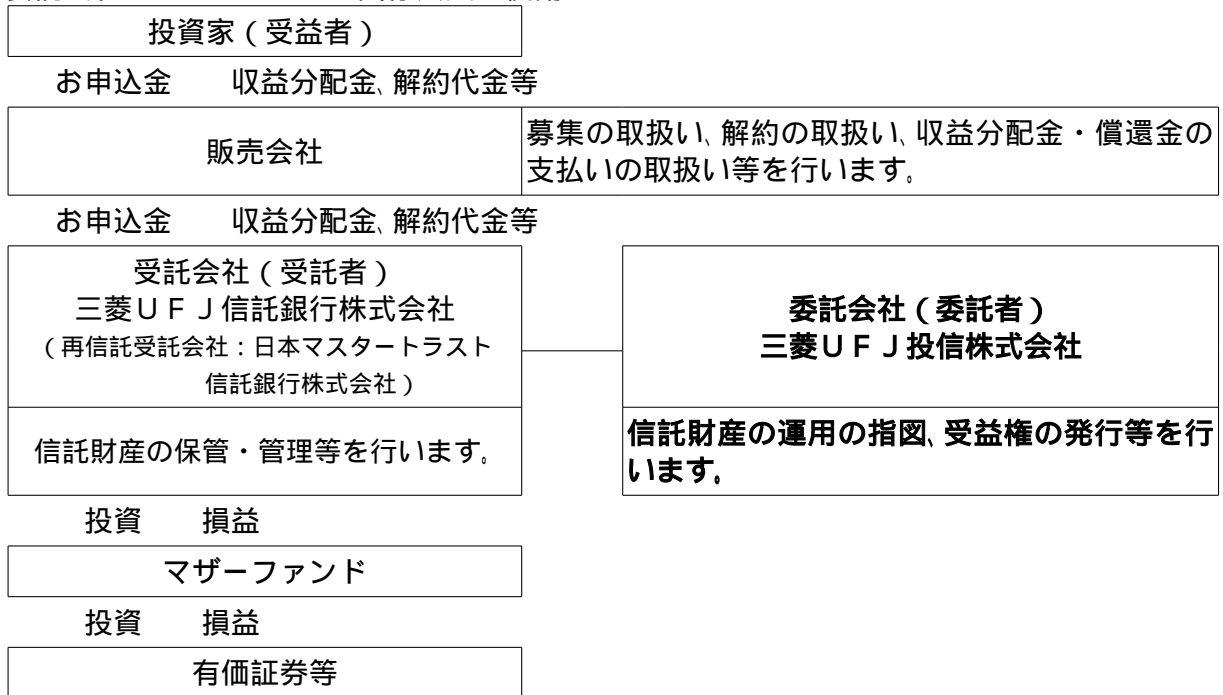 投資家（受益者）
お申込金　収益分配金、解約代金等
販売会社
募集の取扱い、解約の取扱い、収益分配金・償還金の
支払いの取扱い等を行います。
お申込金　収益分配金、解約代金等
受託会社（受託者）
三菱ＵＦＪ信託銀行株式会社
（再信託受託会社：日本マスタートラスト
信託銀行株式会社）
委託会社（委託者）
三菱ＵＦＪ投信株式会社
信託財産の保管・管理等を行います。
信託財産の運用の指図、受益権の発行等を行
います。
投資　損益
マザーファンド
投資　損益
有価証券等